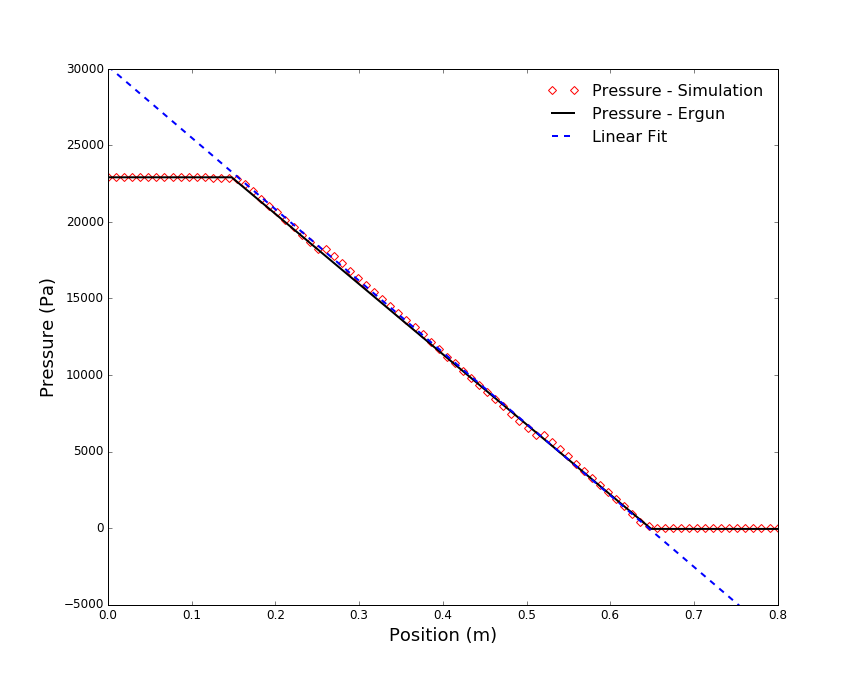 Pressure - Simulation
Pressure - Ergun
Linear Fit
30000
25000
20000
15000
10000
5000
0
−5000
Pressure (Pa)
0.0 0.1 0.2 0.3 0.4 0.5 0.6 0.7 0.8
Position (m)